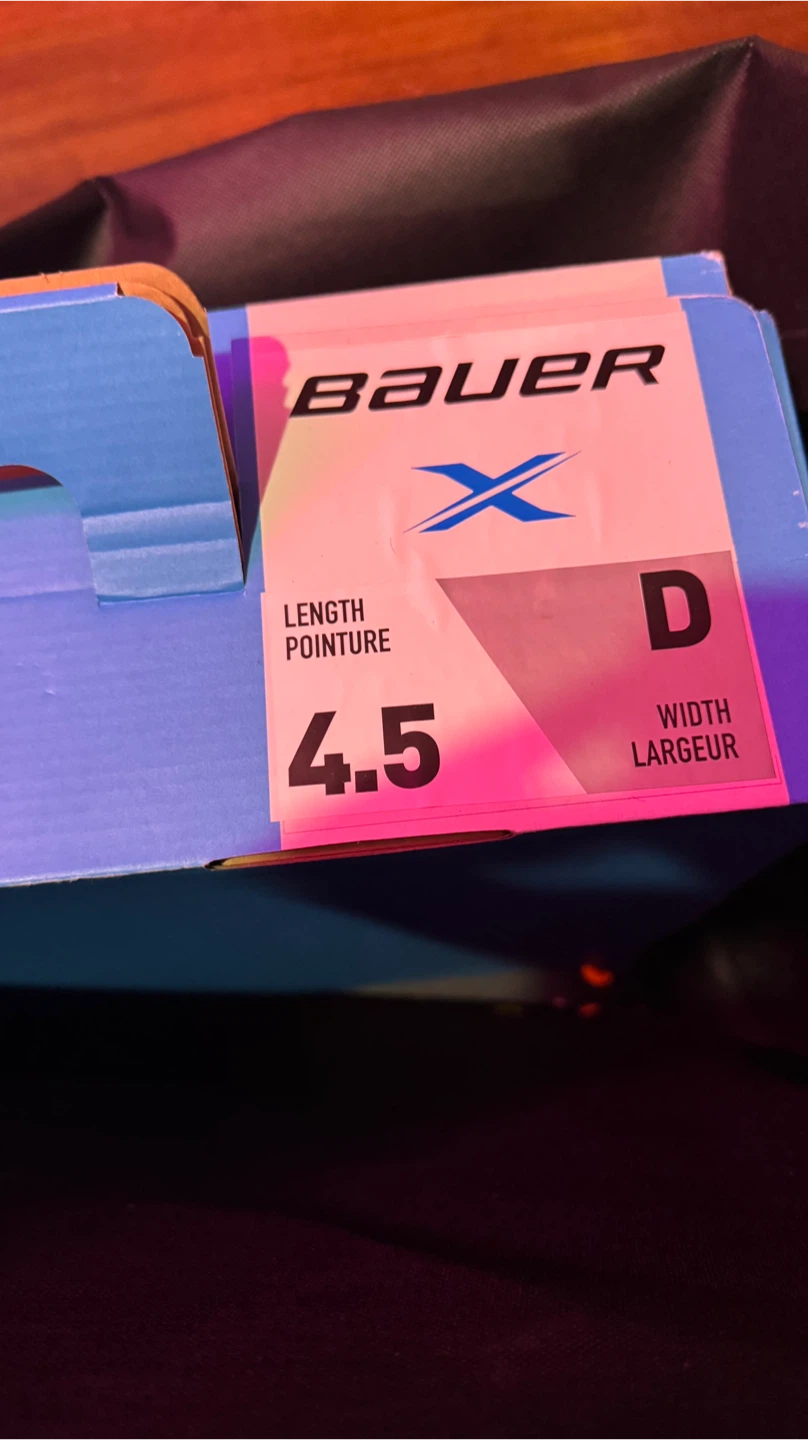 BAUER
X
LENGTH
POINTURE
4.5
D
WIDTH
LARGEUR